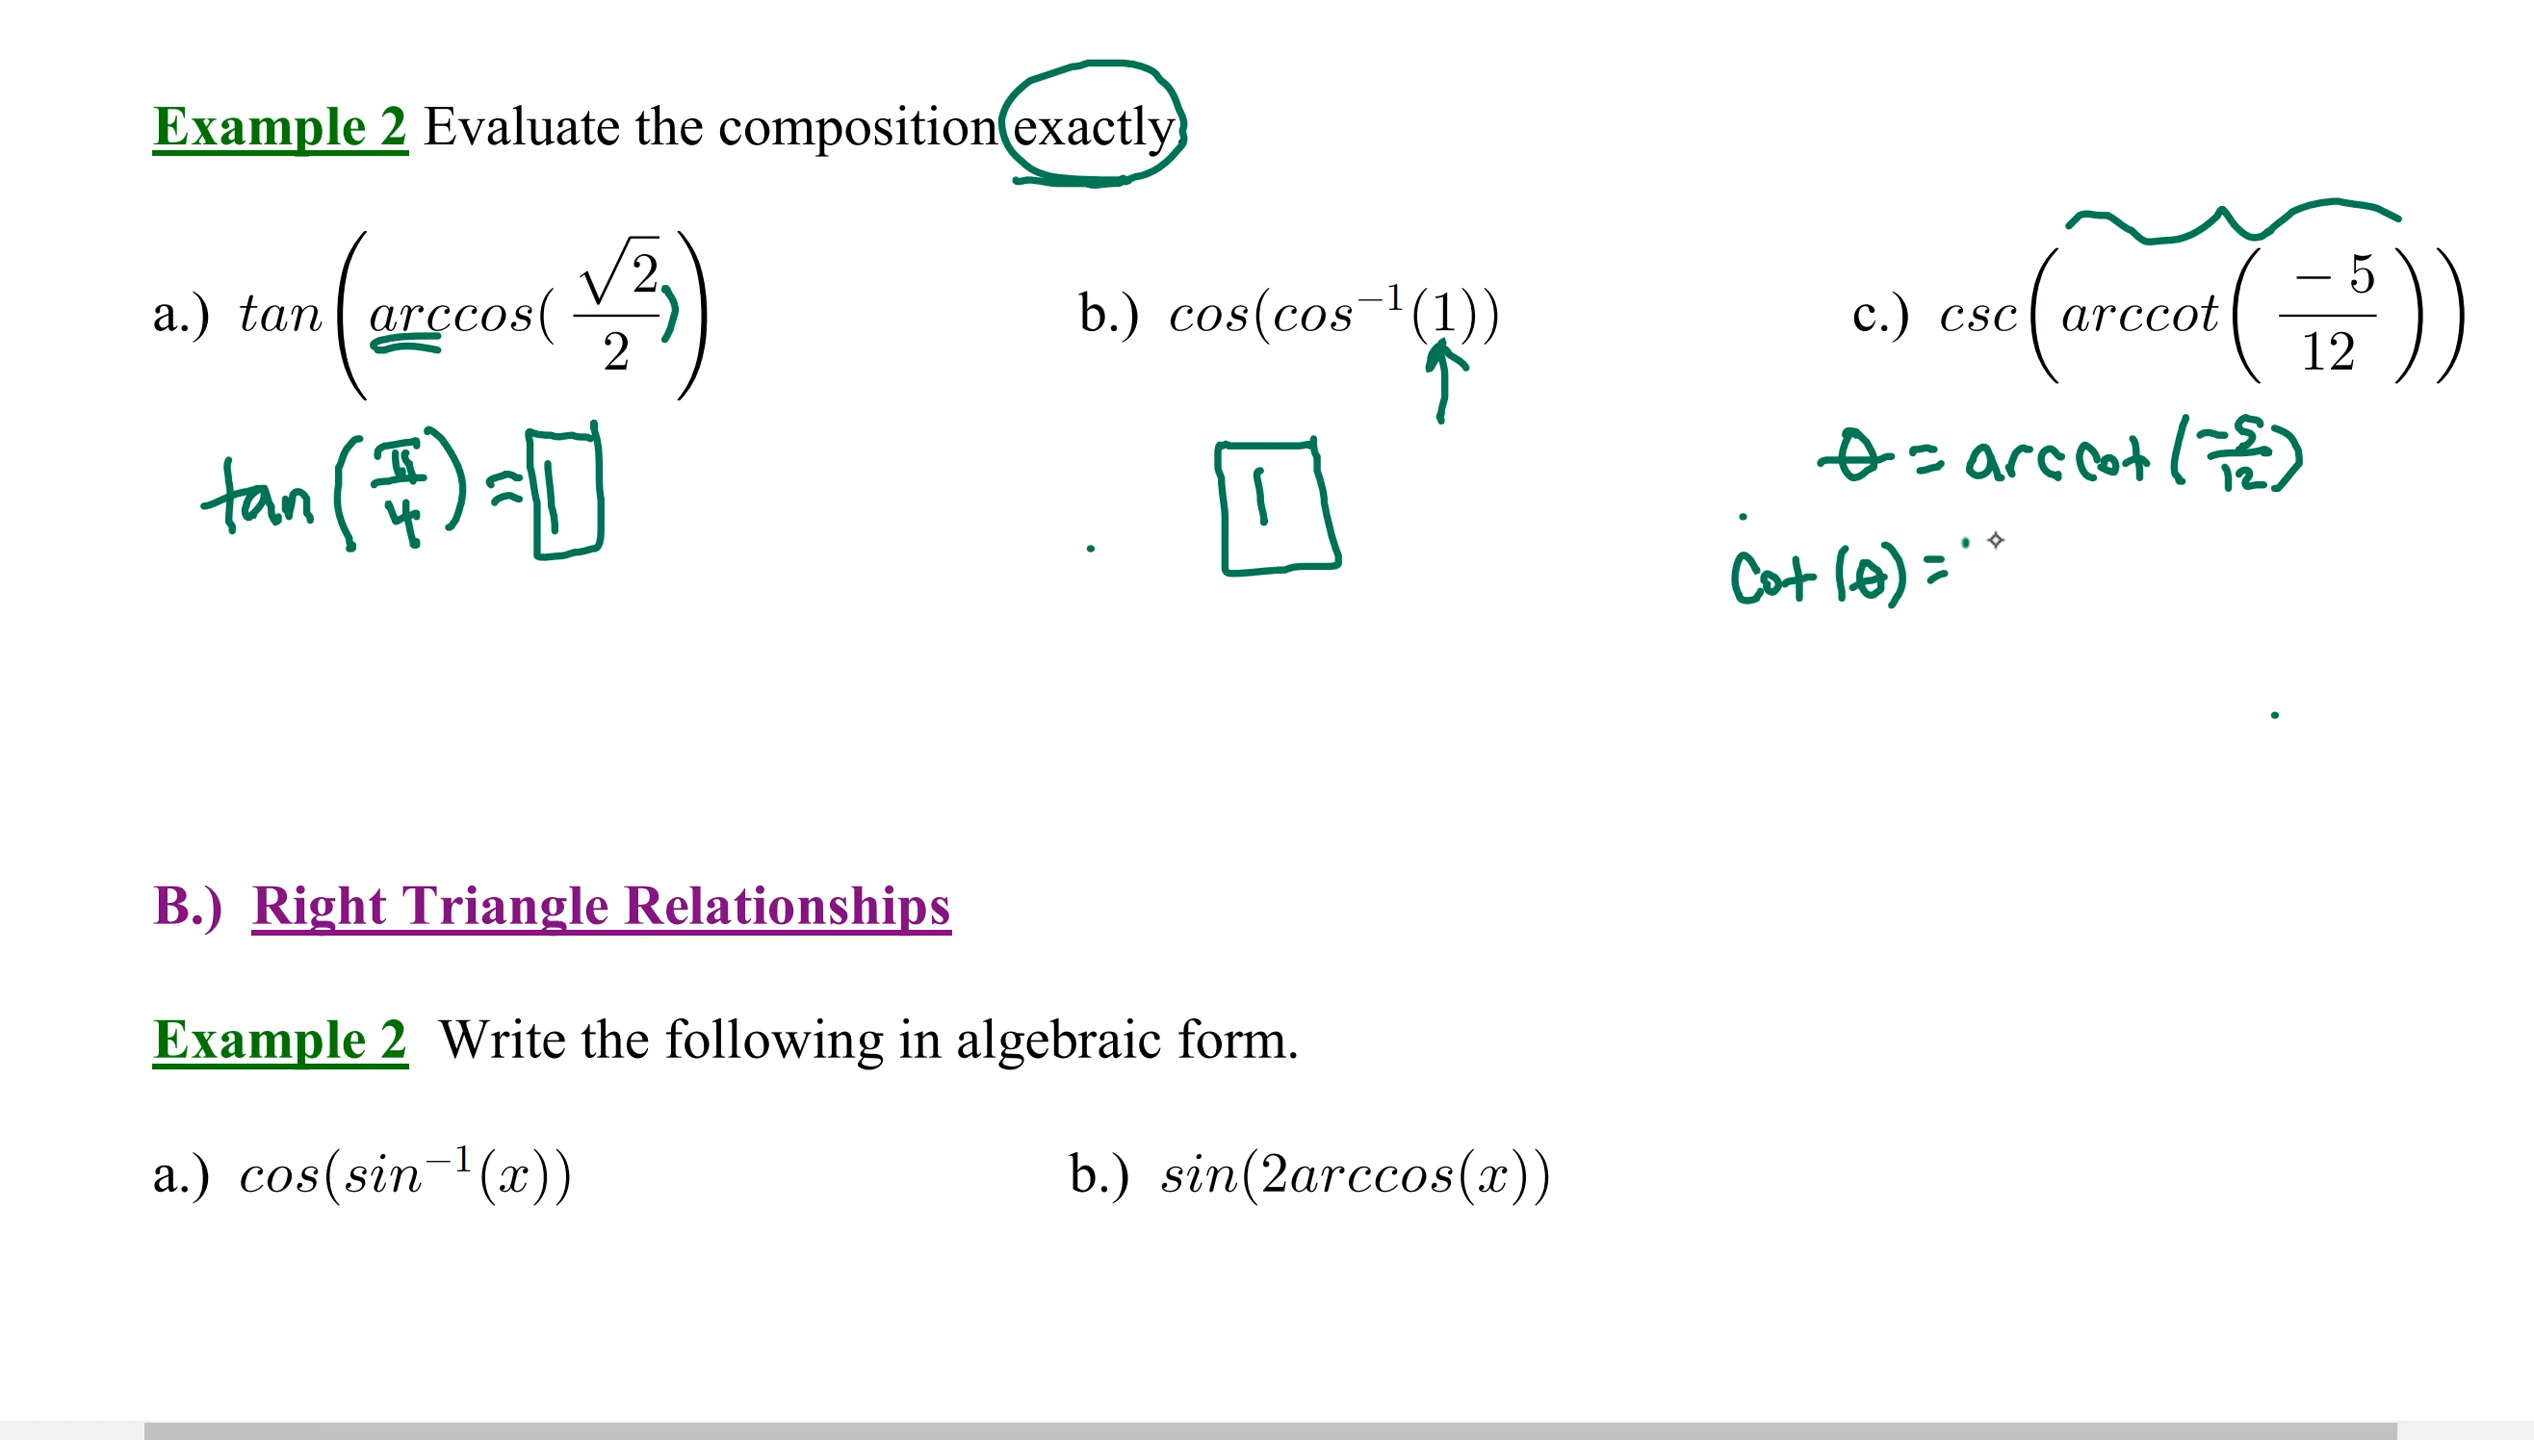 Example 2 Evaluate the composition exactly
a.) tan(arccos(√2/2)) b.) cos(cos⁻¹(1)) c.) csc(arccot(−5/12))
tan(π/4) = 1 1 θ = arccot(−5/12)
cot(θ) =
B.) Right Triangle Relationships
Example 2 Write the following in algebraic form.
a.) cos(sin⁻¹(x)) b.) sin(2arccos(x))